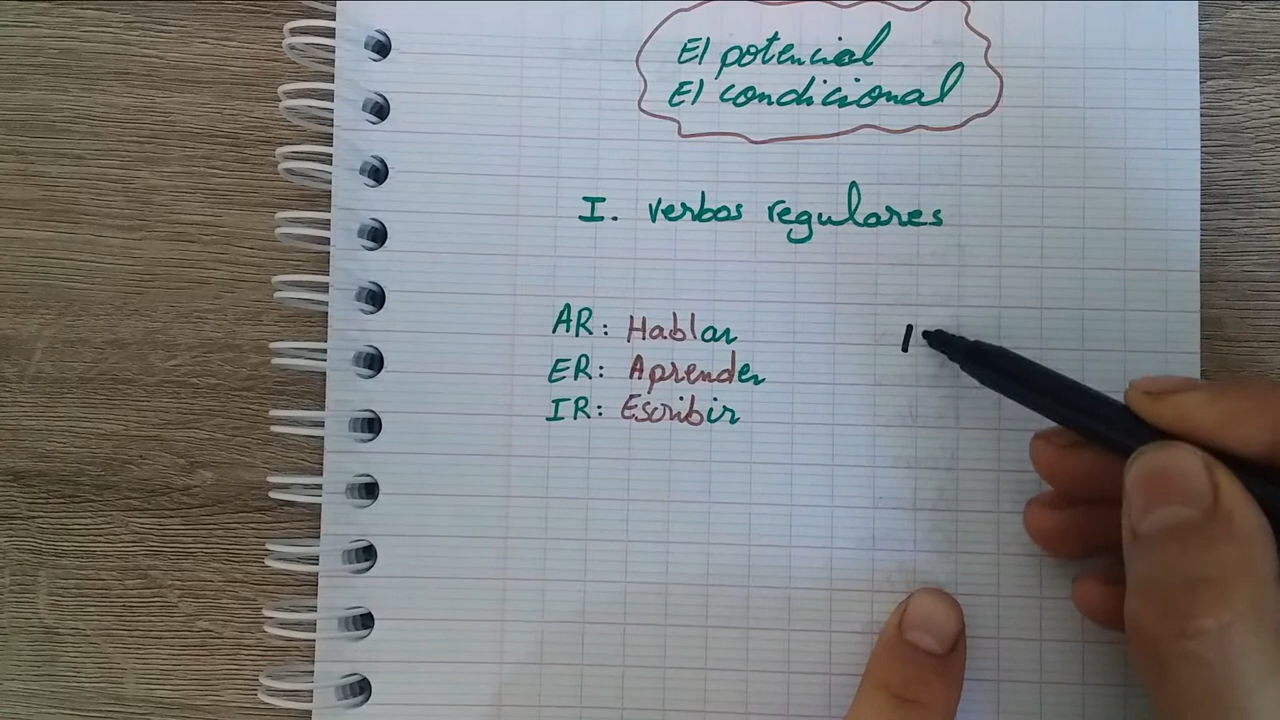 El potencial
El condicional
I. verbos regulares
AR: Hablar
ER: Aprender
IR: Escribir